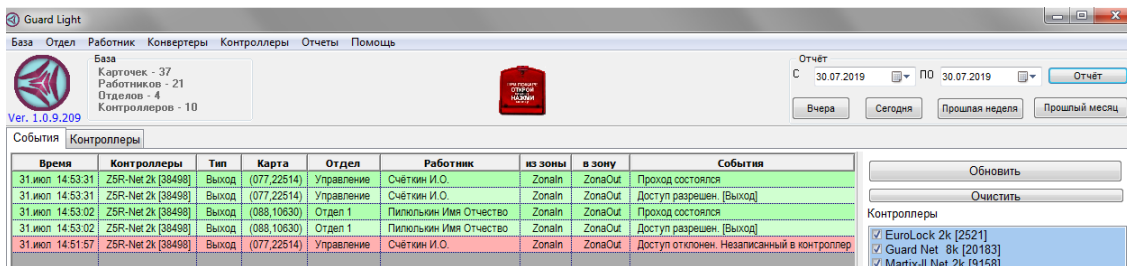 Guard Light
База Отдел Работник Конвертеры Контроллеры Отчеты Помощь
База
Карточек - 37
Работников - 21
Отделов - 4
Контроллеров - 10
Ver. 1.0.9.209
ПРИ ПОЖАРЕ
ОТКРОЙ
НАЖМИ
Отчёт
С 30.07.2019 ПО 30.07.2019 Отчёт
Вчера Сегодня Прошлая неделя Прошлый месяц
События Контроллеры
Время Контроллеры Тип Карта Отдел Работник из зоны в зону События
31.июл 14:53:31 Z5R-Net 2k [38498] Выход (077,22514) Управление Счёткин И.О. ZonaIn ZonaOut Проход состоялся
31.июл 14:53:31 Z5R-Net 2k [38498] Выход (077,22514) Управление Счёткин И.О. ZonaIn ZonaOut Доступ разрешен. [Выход]
31.июл 14:53:02 Z5R-Net 2k [38498] Выход (088,10630) Отдел 1 Пилюлькин Имя Отчество ZonaIn ZonaOut Проход состоялся
31.июл 14:53:02 Z5R-Net 2k [38498] Выход (088,10630) Отдел 1 Пилюлькин Имя Отчество ZonaIn ZonaOut Доступ разрешен. [Выход]
31.июл 14:51:57 Z5R-Net 2k [38498] Выход (077,22514) Управление Счёткин И.О. ZonaIn ZonaOut Доступ отклонен. Незаписанный в контроллер
Обновить
Очистить
Контроллеры
EuroLock 2k [2521]
Guard Net 8k [20183]
Martix-II Net 2k [9158]